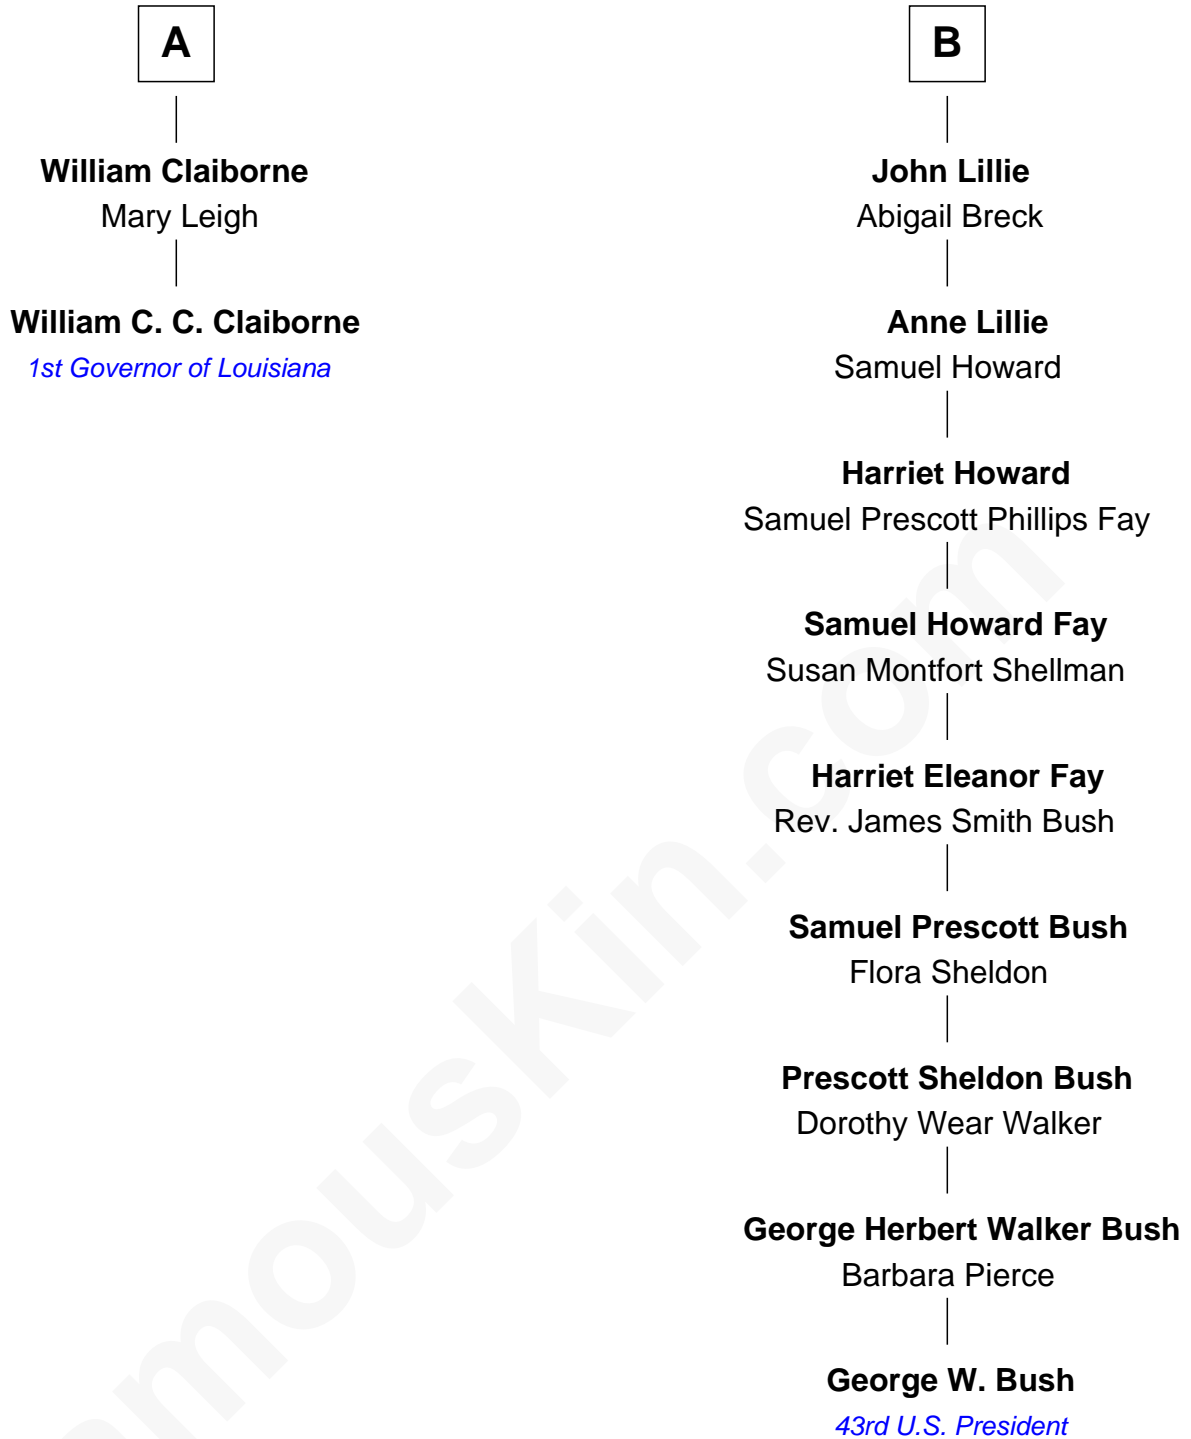 A
William Claiborne
Mary Leigh
William C. C. Claiborne
1st Governor of Louisiana
B
John Lillie
Abigail Breck
Anne Lillie
Samuel Howard
Harriet Howard
Samuel Prescott Phillips Fay
Samuel Howard Fay
Susan Montfort Shellman
Harriet Eleanor Fay
Rev. James Smith Bush
Samuel Prescott Bush
Flora Sheldon
Prescott Sheldon Bush
Dorothy Wear Walker
George Herbert Walker Bush
Barbara Pierce
George W. Bush
43rd U.S. President
amousKin.com